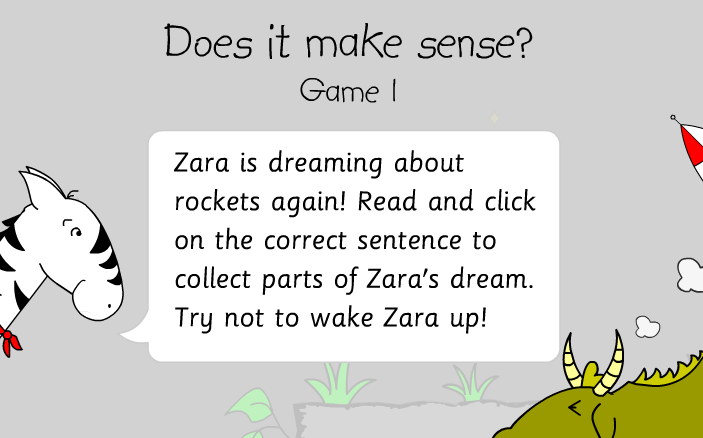 Does it make sense?
Game 1
Zara is dreaming about
rockets again! Read and click
on the correct sentence to
collect parts of Zara's dream.
Try not to wake Zara up!